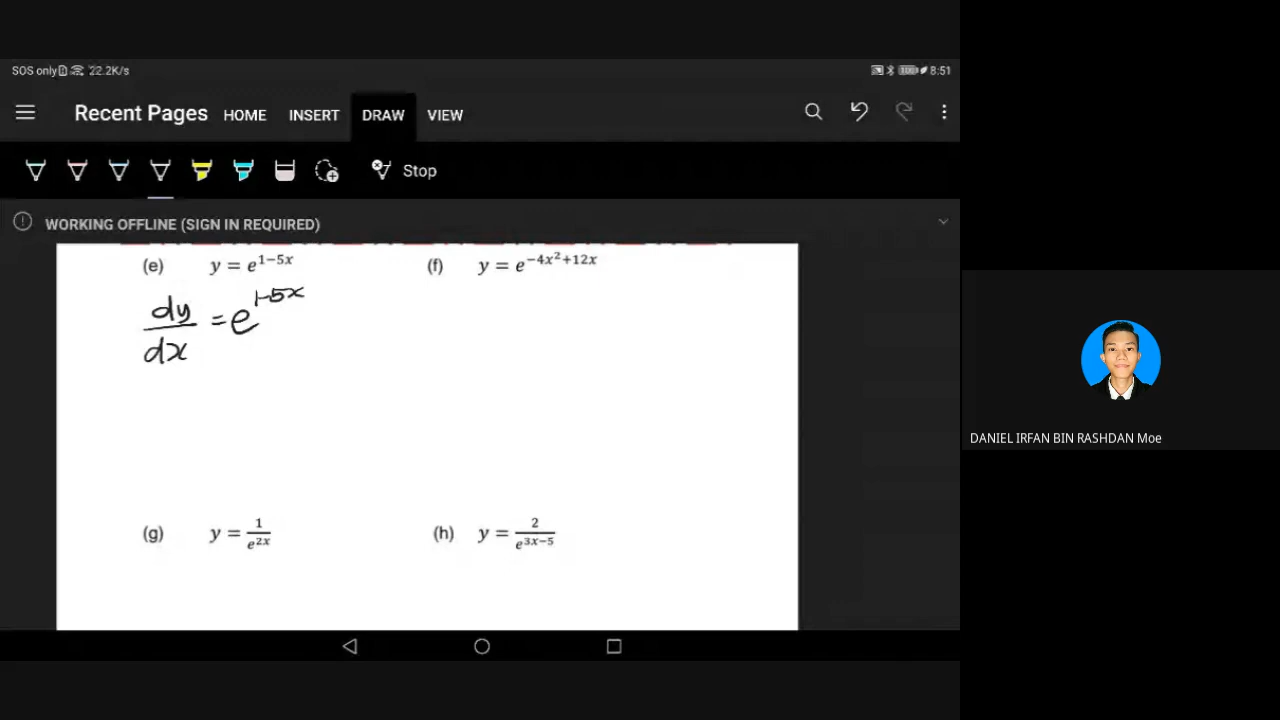 SOS only 22.2K/s 100 8:51
Recent Pages HOME INSERT DRAW VIEW
Stop
WORKING OFFLINE (SIGN IN REQUIRED)
(e) y = e^{1−5x} (f) y = e^{−4x²+12x}
dy/dx = e^{1-5x}
DANIEL IRFAN BIN RASHDAN Moe
(g) y = 1/e^{2x} (h) y = 2/e^{3x−5}